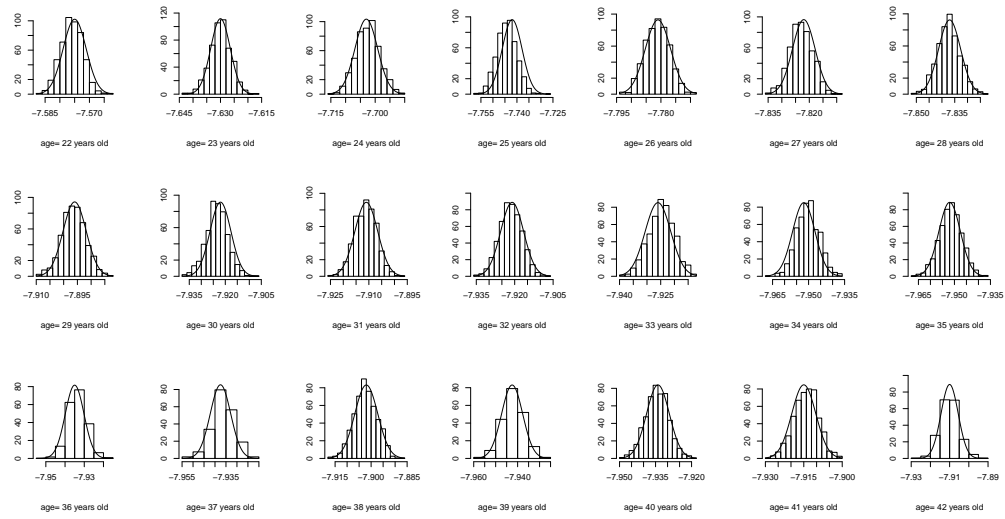 0 20 60 100 0 20 40 60 80 120 0 20 60 100 0 20 60 100 0 20 60 100 0 20 60 100 0 20 60 100
−7.585 −7.570 −7.645 −7.630 −7.615 −7.715 −7.700 −7.755 −7.740 −7.725 −7.795 −7.780 −7.835 −7.820 −7.850 −7.835
age= 22 years old age= 23 years old age= 24 years old age= 25 years old age= 26 years old age= 27 years old age= 28 years old
0 20 60 100 0 20 60 100 0 20 60 100 0 20 60 100 0 20 40 60 80 0 20 40 60 80 0 20 40 60 80
−7.910 −7.895 −7.935 −7.920 −7.905 −7.925 −7.910 −7.895 −7.935 −7.920 −7.905 −7.940 −7.925 −7.965 −7.950 −7.935 −7.965 −7.950 −7.935
age= 29 years old age= 30 years old age= 31 years old age= 32 years old age= 33 years old age= 34 years old age= 35 years old
0 20 40 60 80 0 20 40 60 80 0 20 40 60 80 0 20 40 60 80 0 20 40 60 80 0 20 40 60 80 0 20 40 60 80
−7.95 −7.93 −7.955 −7.935 −7.915 −7.900 −7.885 −7.960 −7.940 −7.950 −7.935 −7.920 −7.930 −7.915 −7.900 −7.93 −7.91 −7.89
age= 36 years old age= 37 years old age= 38 years old age= 39 years old age= 40 years old age= 41 years old age= 42 years old